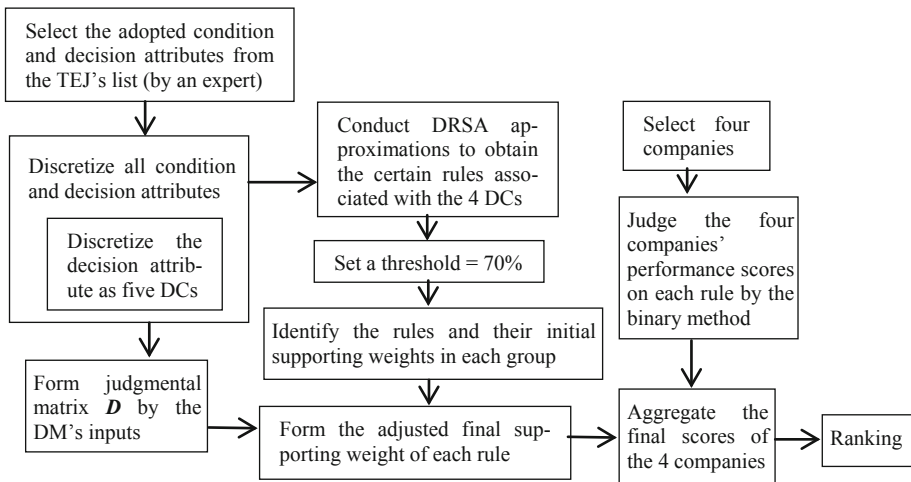 Select the adopted condition
and decision attributes from
the TEJ's list (by an expert)
Discretize all condition
and decision attributes
Discretize the
decision attrib-
ute as five DCs
Form judgmental
matrix D by the
DM's inputs
Conduct DRSA ap-
proximations to obtain
the certain rules asso-
ciated with the 4 DCs
Set a threshold = 70%
Identify the rules and their initial
supporting weights in each group
Form the adjusted final sup-
porting weight of each rule
Select four
companies
Judge the four
companies'
performance scores
on each rule by the
binary method
Aggregate the
final scores of
the 4 companies
Ranking